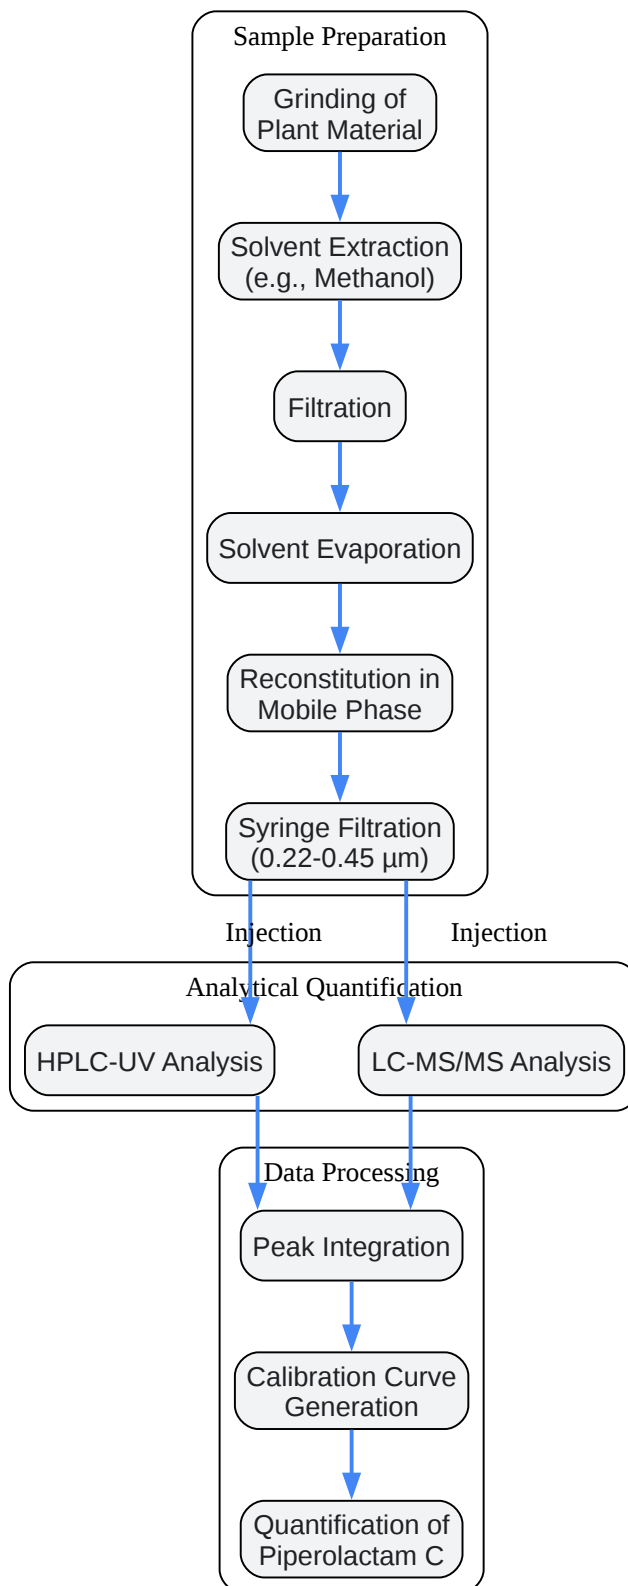 Sample Preparation
Grinding of
Plant Material
Solvent Extraction
(e.g., Methanol)
Filtration
Solvent Evaporation
Reconstitution in
Mobile Phase
Syringe Filtration
(0.22-0.45 µm)
Injection
Injection
Analytical Quantification
HPLC-UV Analysis
LC-MS/MS Analysis
Data Processing
Peak Integration
Calibration Curve
Generation
Quantification of
Piperolactam C